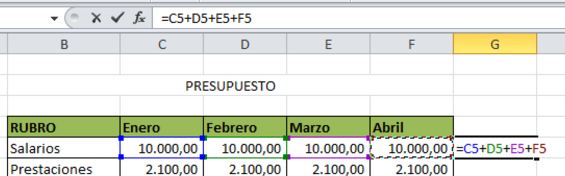 =C5+D5+E5+F5
B C D E F G
PRESUPUESTO
RUBRO Enero Febrero Marzo Abril
Salarios 10.000,00 10.000,00 10.000,00 10.000,00 =C5+D5+E5+F5
Prestaciones 2.100,00 2.100,00 2.100,00 2.100,00